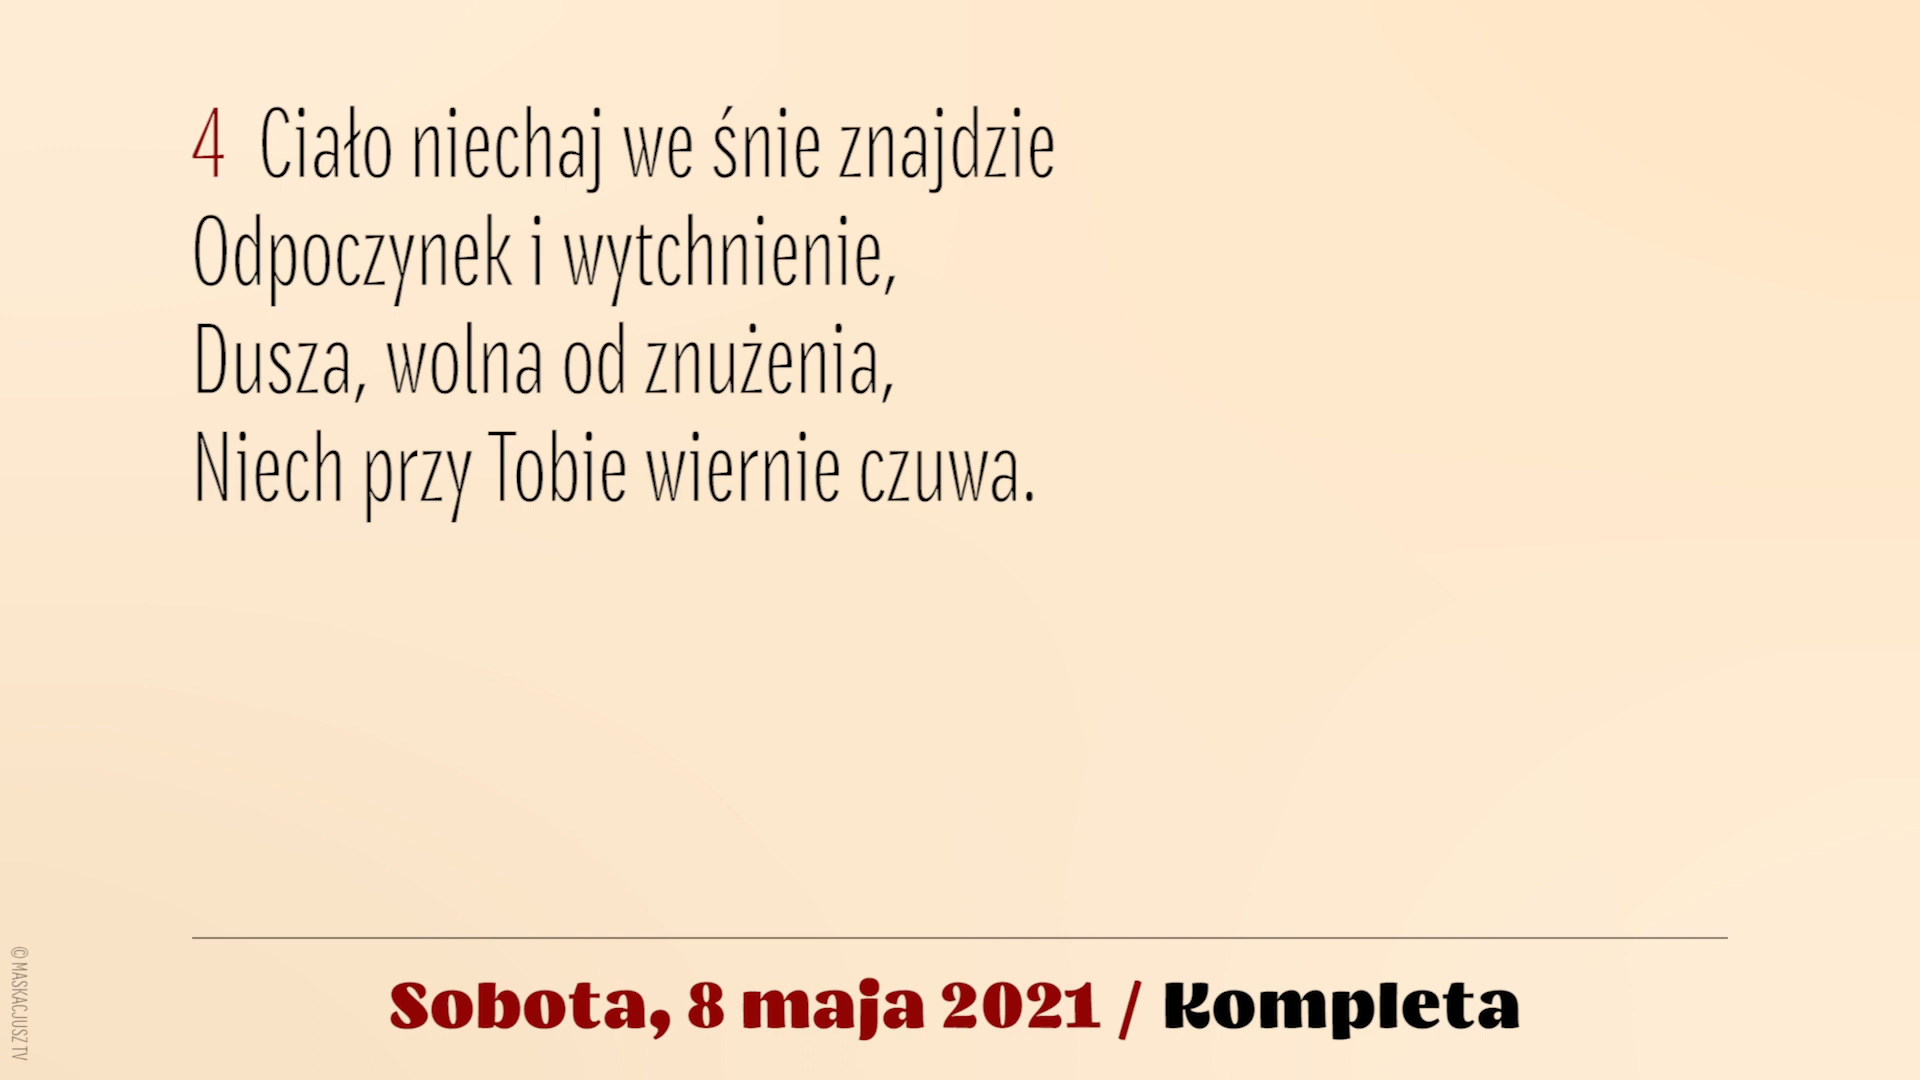 4 Ciało niechaj we śnie znajdzie
Odpoczynek i wytchnienie,
Dusza, wolna od znużenia,
Niech przy Tobie wiernie czuwa.
Sobota, 8 maja 2021 / Kompleta
© MASKACJUSZ TV